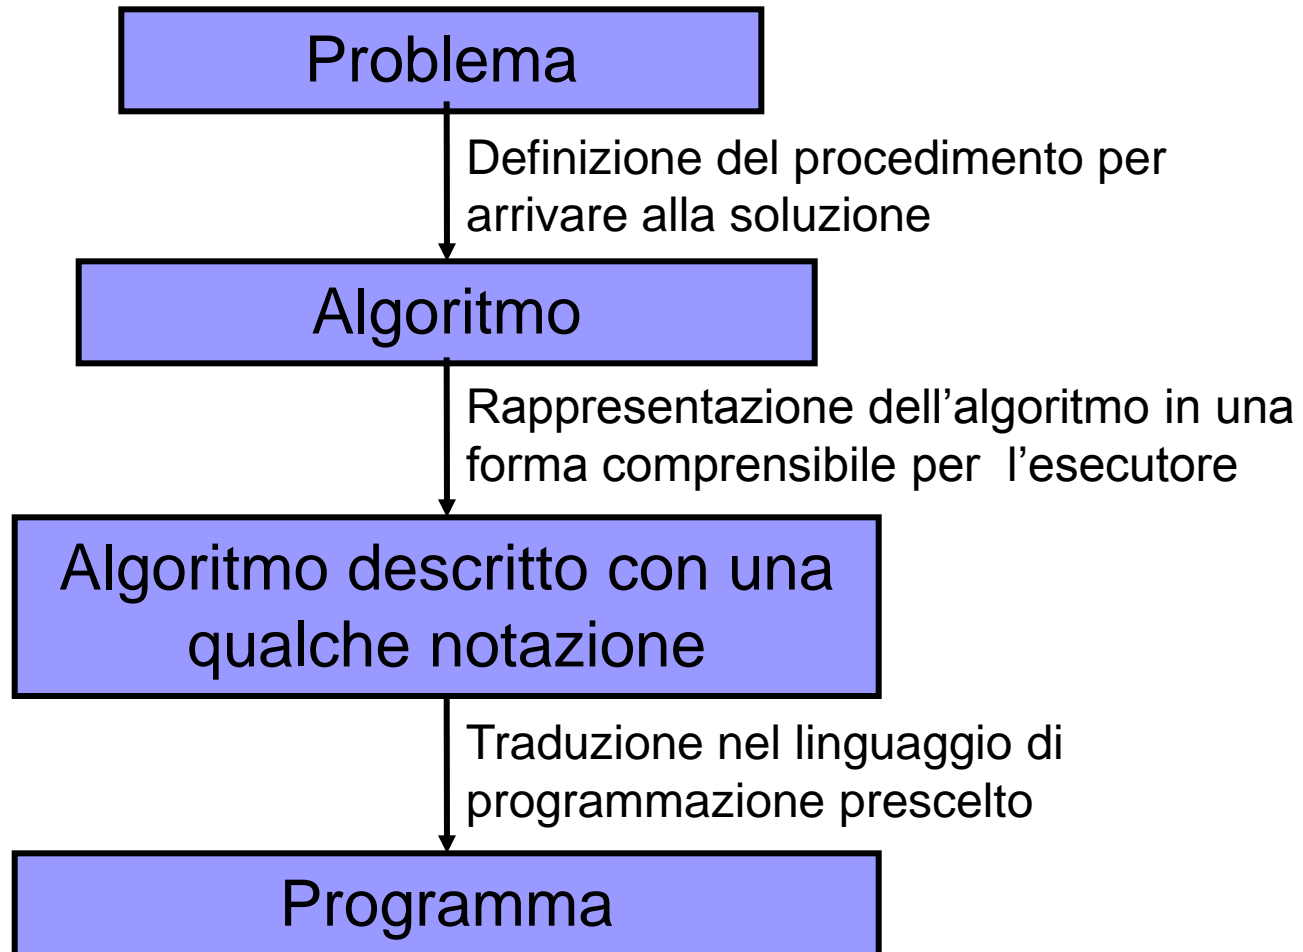 Problema
Definizione del procedimento per
arrivare alla soluzione
Algoritmo
Rappresentazione dell’algoritmo in una
forma comprensibile per  l’esecutore
Algoritmo descritto con una
qualche notazione
Traduzione nel linguaggio di
programmazione prescelto
Programma